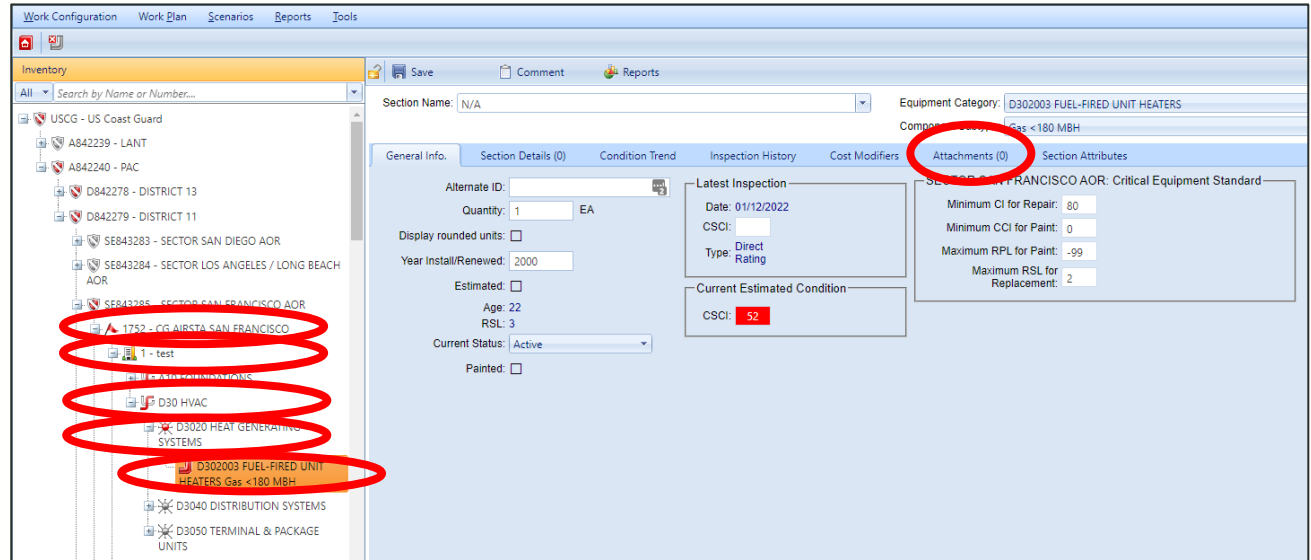 Work Configuration Work Plan Scenarios Reports Tools
Inventory
All Search by Name or Number....
USCG - US Coast Guard
A842239 - LANT
A842240 - PAC
D842278 - DISTRICT 13
D842279 - DISTRICT 11
SE843283 - SECTOR SAN DIEGO AOR
SE843284 - SECTOR LOS ANGELES / LONG BEACH
AOR
SE843285 - SECTOR SAN FRANCISCO AOR
1752 - CG AIRSTA SAN FRANCISCO
1 - test
A10 FOUNDATIONS
D30 HVAC
D3020 HEAT GENERATING
SYSTEMS
D302003 FUEL-FIRED UNIT
HEATERS Gas <180 MBH
D3040 DISTRIBUTION SYSTEMS
D3050 TERMINAL & PACKAGE
UNITS
Save Comment Reports
Section Name: N/A
Equipment Category: D302003 FUEL-FIRED UNIT HEATERS
Gas <180 MBH
General Info. Section Details (0) Condition Trend Inspection History Cost Modifiers Attachments (0) Section Attributes
Alternate ID:
Quantity: 1 EA
Display rounded units:
Year Install/Renewed: 2000
Estimated:
Age: 22
RSL: 3
Current Status: Active
Painted:
Latest Inspection
Date: 01/12/2022
CSCI:
Type: Direct
Rating
Current Estimated Condition
CSCI: 52
SECTOR SAN FRANCISCO AOR: Critical Equipment Standard
Minimum CI for Repair: 80
Minimum CCI for Paint: 0
Maximum RPL for Paint: -99
Maximum RSL for
Replacement: 2